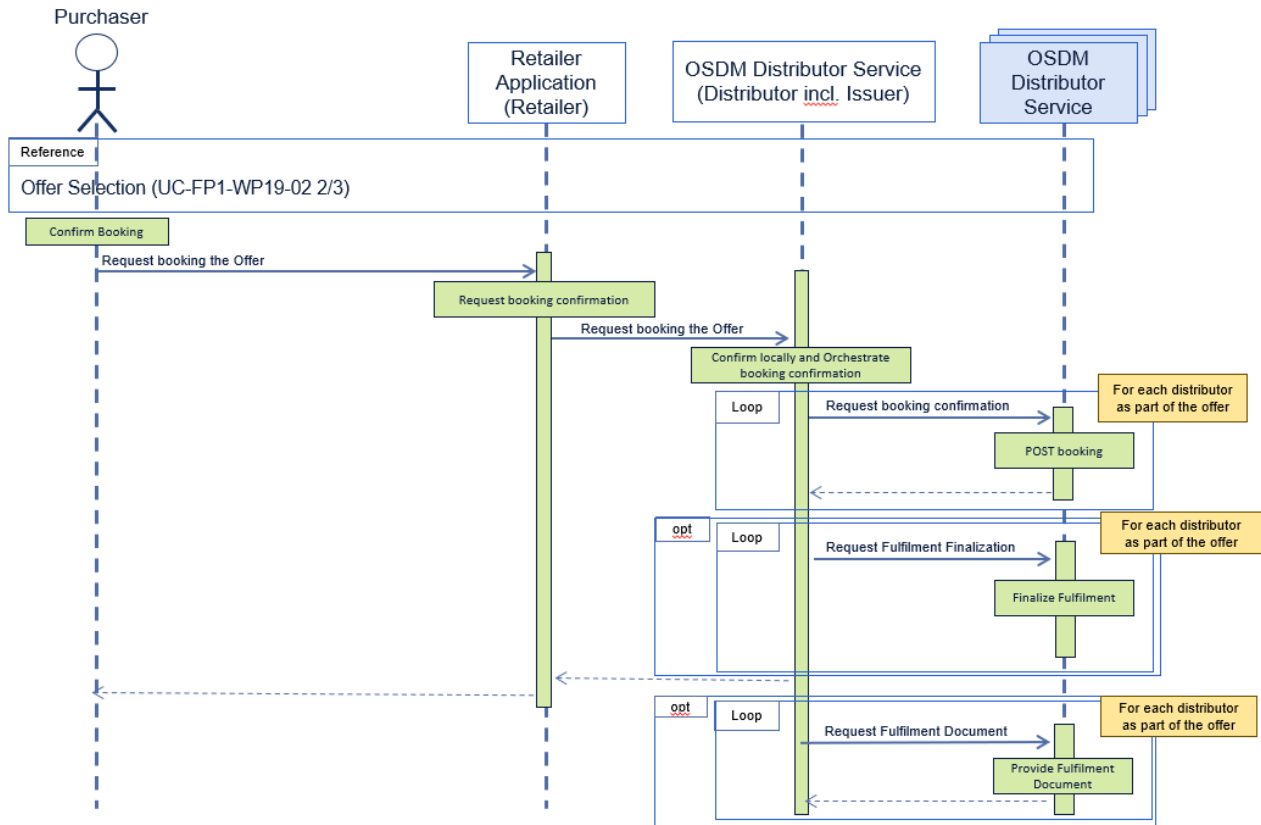 Purchaser
Retailer
Application
(Retailer)
OSDM Distributor Service
(Distributor incl. Issuer)
OSDM
Distributor
Service
Reference
Offer Selection (UC-FP1-WP19-02 2/3)
Confirm Booking
Request booking the Offer
Request booking confirmation
Request booking the Offer
Confirm locally and Orchestrate
booking confirmation
For each distributor
as part of the offer
Loop
Request booking confirmation
POST booking
For each distributor
as part of the offer
opt
Loop
Request Fulfilment Finalization
Finalize Fulfilment
For each distributor
as part of the offer
opt
Loop
Request Fulfilment Document
Provide Fulfilment
Document